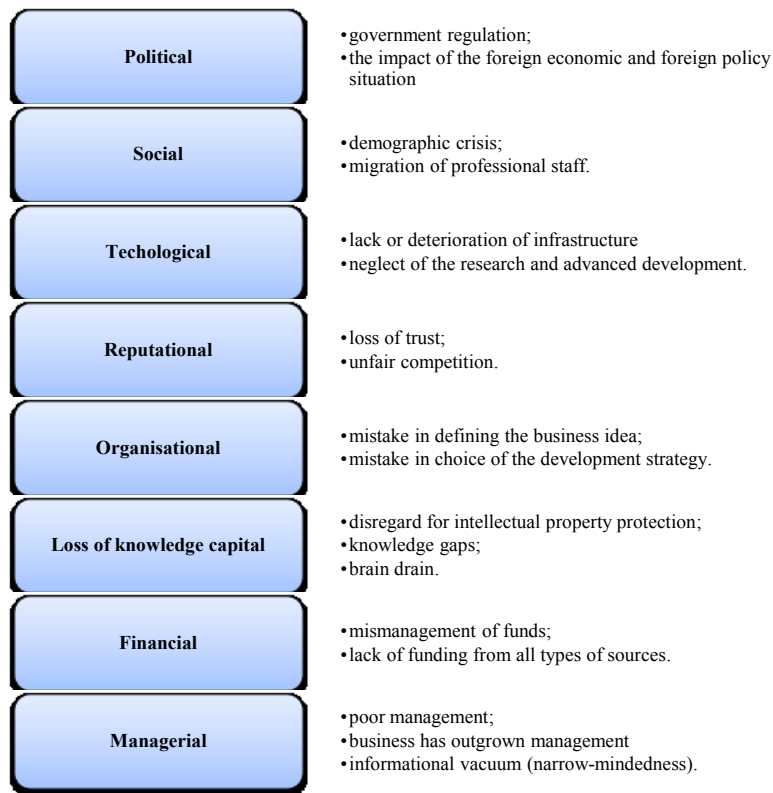 Political
•government regulation;
•the impact of the foreign economic and foreign policy
situation
Social
•demographic crisis;
•migration of professional staff.
Techological
•lack or deterioration of infrastructure
•neglect of the research and advanced development.
Reputational
•loss of trust;
•unfair competition.
Organisational
•mistake in defining the business idea;
•mistake in choice of the development strategy.
Loss of knowledge capital
•disregard for intellectual property protection;
•knowledge gaps;
•brain drain.
Financial
•mismanagement of funds;
•lack of funding from all types of sources.
Managerial
•poor management;
•business has outgrown management
•informational vacuum (narrow-mindedness).